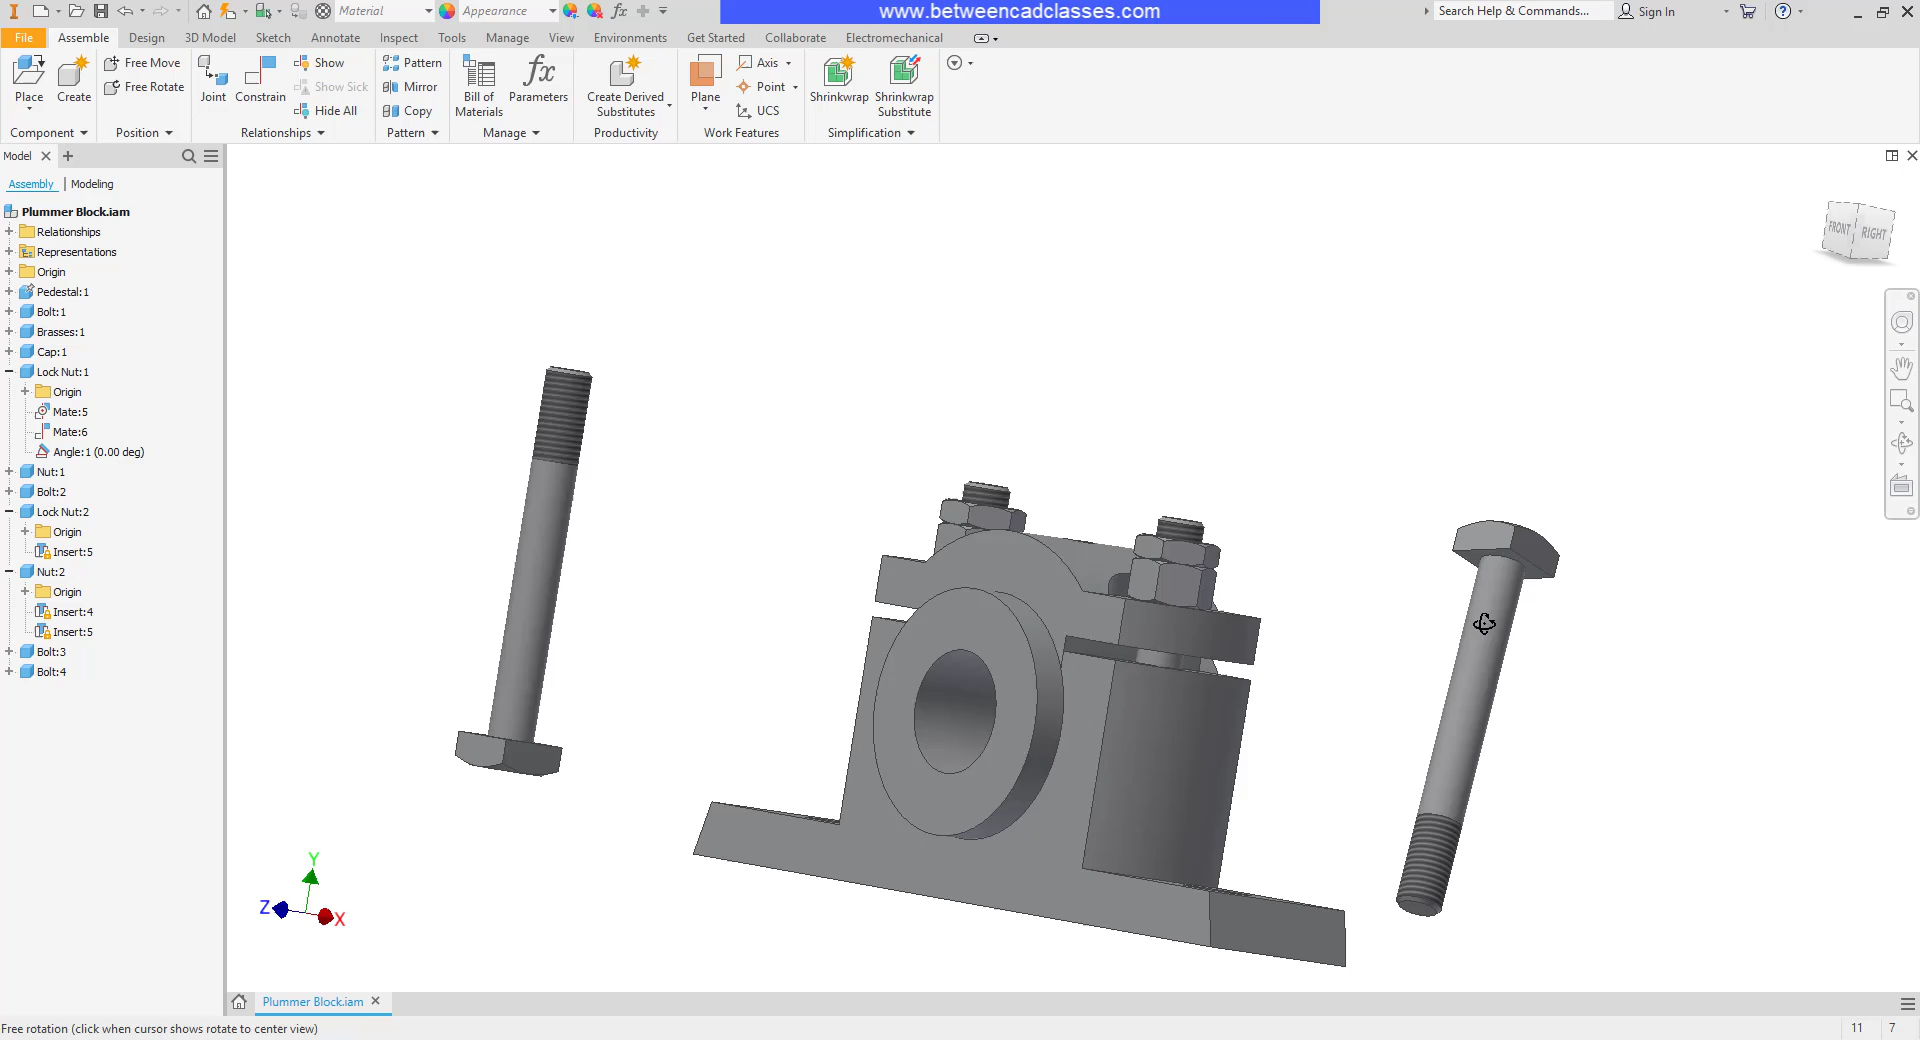 Material
Appearance
fx
www.betweencadclasses.com
Search Help & Commands...
Sign In
File
Assemble
Design
3D Model
Sketch
Annotate
Inspect
Tools
Manage
View
Environments
Get Started
Collaborate
Electromechanical
Place
Create
Free Move
Free Rotate
Joint
Constrain
Show
Show Sick
Hide All
Pattern
Mirror
Copy
Bill of Materials
fx
Parameters
Create Derived Substitutes
Plane
Axis
Point
UCS
Shrinkwrap
Shrinkwrap Substitute
Component
Position
Relationships
Pattern
Manage
Productivity
Work Features
Simplification
Model
Assembly | Modeling
Plummer Block.iam
Relationships
Representations
Origin
Pedestal:1
Bolt:1
Brasses:1
Cap:1
Lock Nut:1
Origin
Mate:5
Mate:6
Angle:1 (0.00 deg)
Nut:1
Bolt:2
Lock Nut:2
Origin
Insert:5
Nut:2
Origin
Insert:4
Insert:5
Bolt:3
Bolt:4
FRONT
RIGHT
Y
Z
X
Plummer Block.iam
Free rotation (click when cursor shows rotate to center view)
11
7